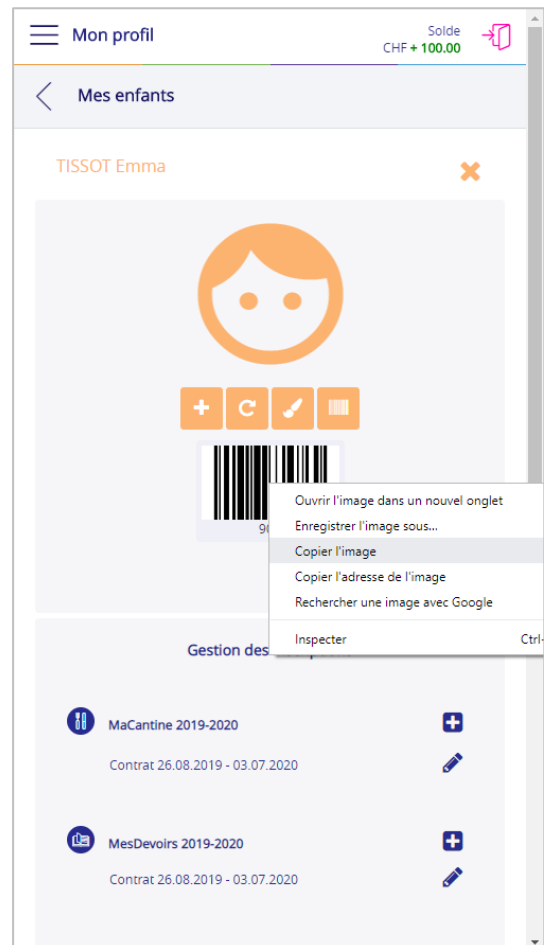 Mon profil
Solde
CHF + 100.00
Mes enfants
TISSOT Emma
Ouvrir l'image dans un nouvel onglet
Enregistrer l'image sous...
Copier l'image
Copier l'adresse de l'image
Rechercher une image avec Google
Inspecter
Gestion des
MaCantine 2019-2020
Contrat 26.08.2019 - 03.07.2020
MesDevoirs 2019-2020
Contrat 26.08.2019 - 03.07.2020